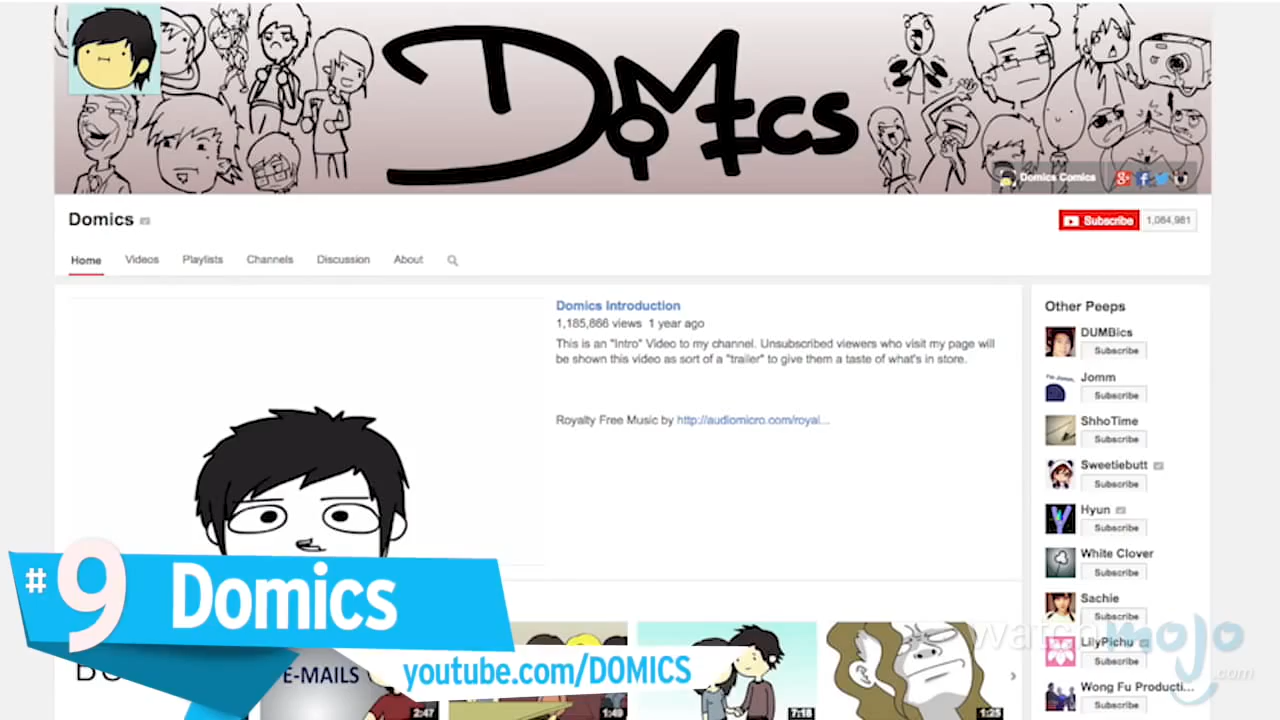 DOMics
Domics Comics
Domics
Subscribe 1,084,981
Home Videos Playlists Channels Discussion About
Domics Introduction
1,185,866 views 1 year ago
This is an "Intro" Video to my channel. Unsubscribed viewers who visit my page will
be shown this video as sort of a "trailer" to give them a taste of what's in store.
Royalty Free Music by http://audiomicro.com/royal...
Other Peeps
DUMBics
Subscribe
Jomm
Subscribe
ShhoTime
Subscribe
Sweetiebutt
Subscribe
Hyun
Subscribe
White Clover
Subscribe
Sachie
Subscribe
LilyPichu
Subscribe
Wong Fu Producti...
Subscribe
#9 Domics
E-MAILS
youtube.com/DOMICS
2:47
1:49
7:18
1:25
watchmojo
.com